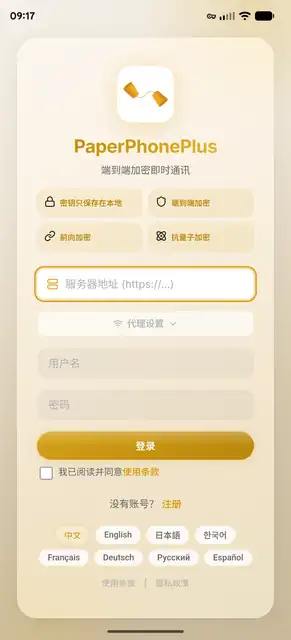 09:17
PaperPhonePlus
端到端加密即时通讯
密钥只保存在本地
端到端加密
前向加密
抗量子加密
服务器地址 (https://...)
代理设置
用户名
密码
登录
我已阅读并同意使用条款
没有账号? 注册
中文 English 日本語 한국어
Français Deutsch Русский Español
使用条款 | 隐私政策